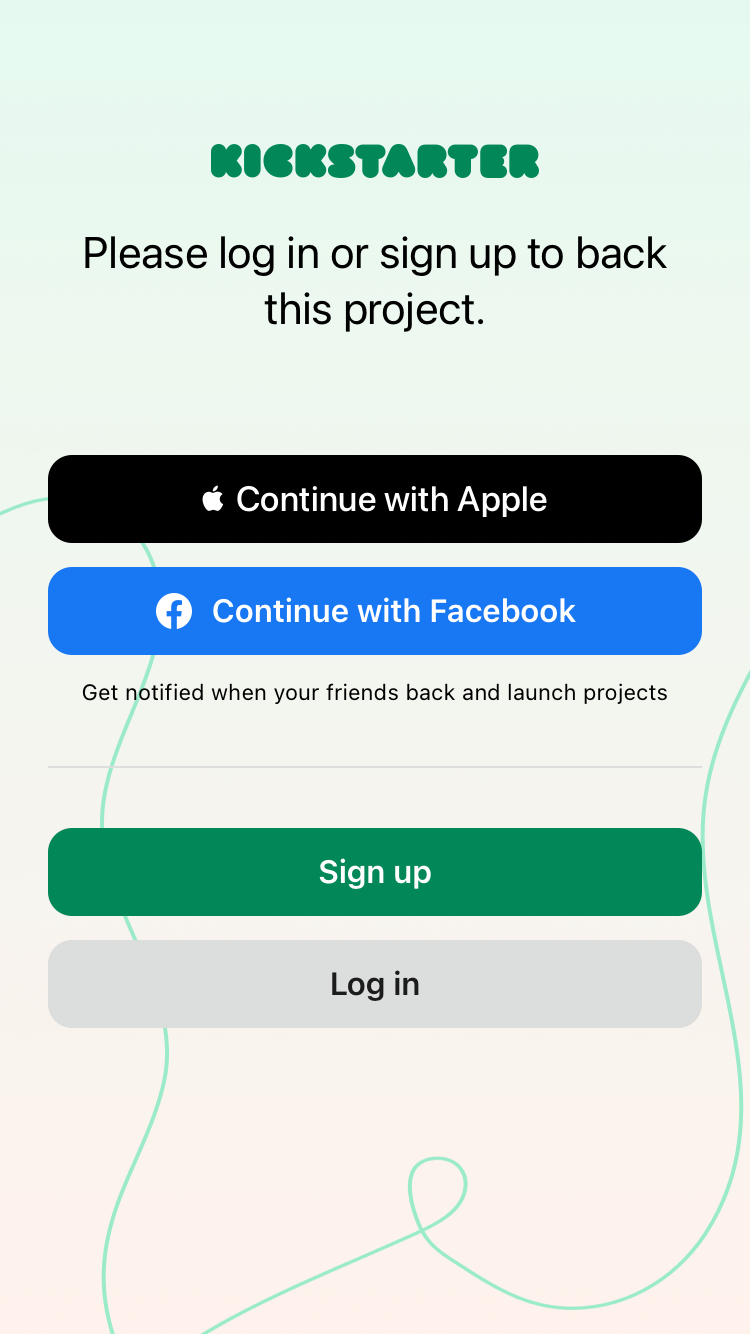 KICKSTARTER
Please log in or sign up to back
this project.
Continue with Apple
Continue with Facebook
Get notified when your friends back and launch projects
Sign up
Log in